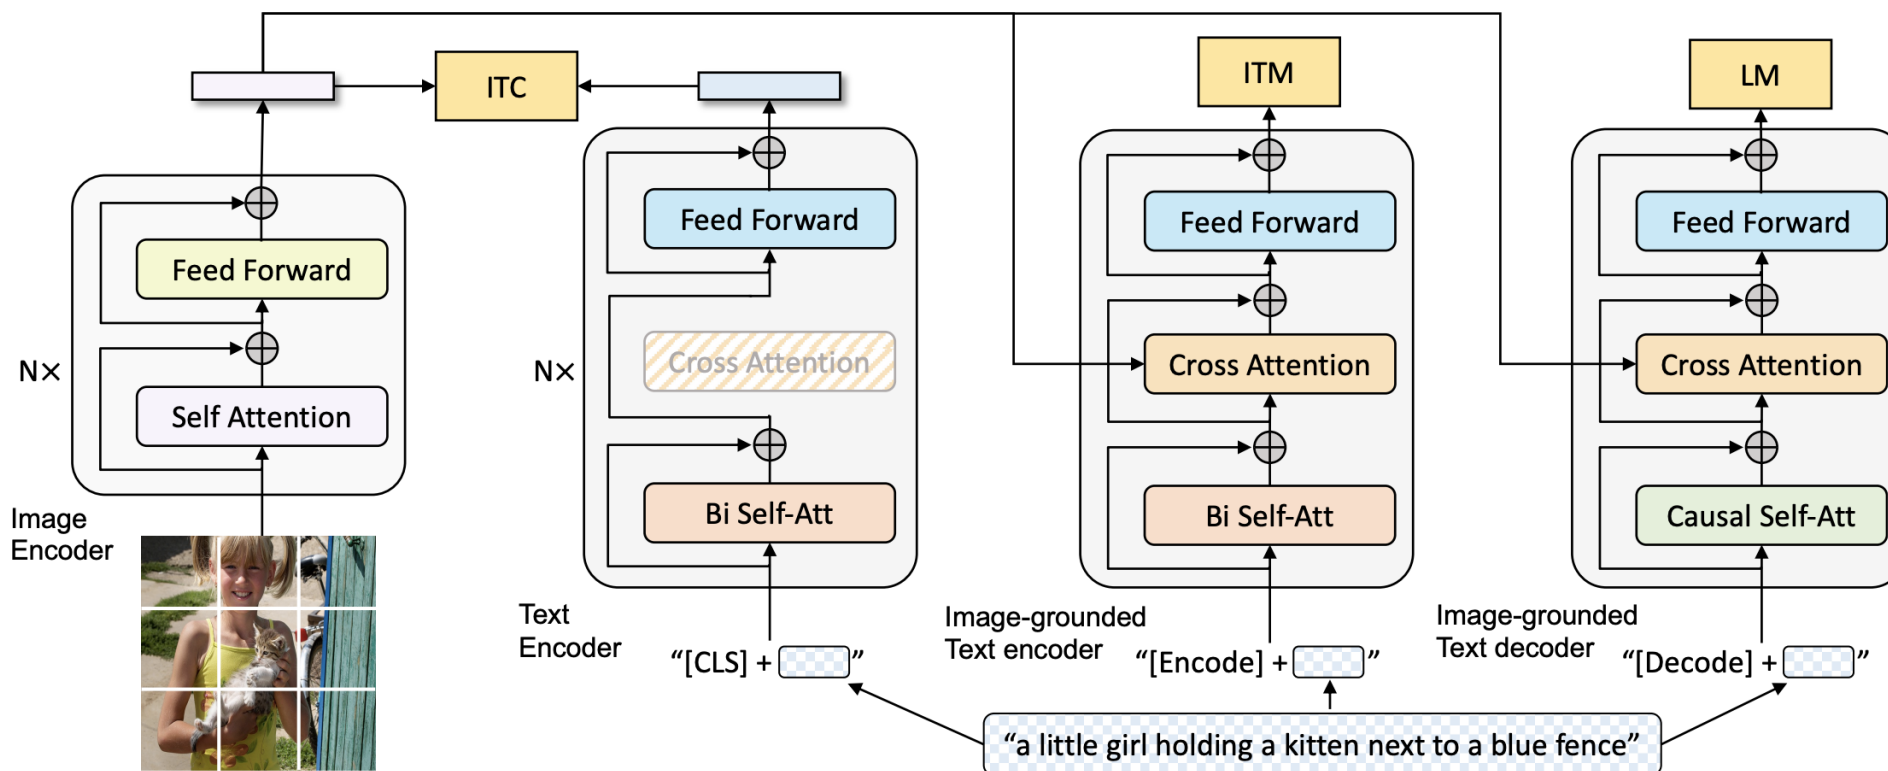 ITC
ITM
LM
Feed Forward
Self Attention
N×
Image
Encoder
Feed Forward
Cross Attention
Bi Self-Att
N×
Text
Encoder
“[CLS] + ”
Feed Forward
Cross Attention
Bi Self-Att
Image-grounded
Text encoder
“[Encode] + ”
Feed Forward
Cross Attention
Causal Self-Att
Image-grounded
Text decoder
“[Decode] + ”
“a little girl holding a kitten next to a blue fence”